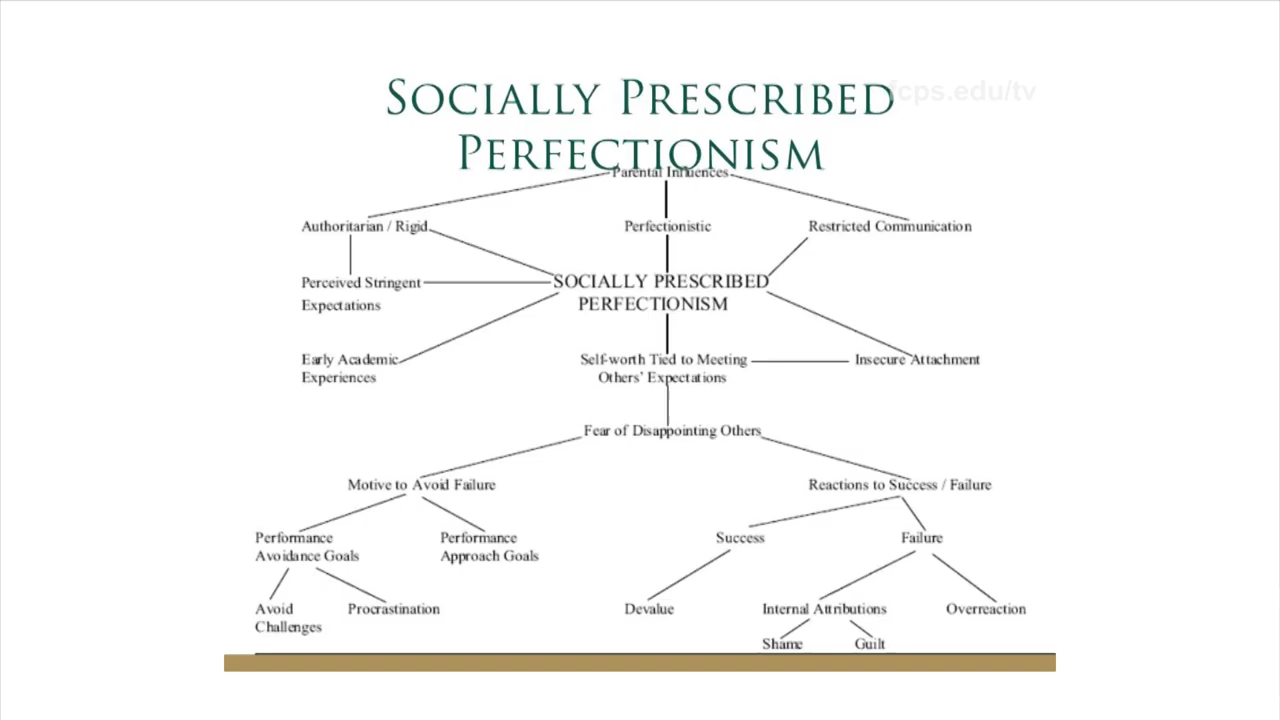 SOCIALLY PRESCRIBED
fcps.edu/tv
PERFECTIONISM
Parental Influences
Authoritarian / Rigid
Perfectionistic
Restricted Communication
Perceived Stringent
Expectations
SOCIALLY PRESCRIBED
PERFECTIONISM
Early Academic
Experiences
Self-worth Tied to Meeting
Others' Expectations
Insecure Attachment
Fear of Disappointing Others
Motive to Avoid Failure
Reactions to Success / Failure
Performance
Avoidance Goals
Performance
Approach Goals
Success
Failure
Avoid
Challenges
Procrastination
Devalue
Internal Attributions
Overreaction
Shame
Guilt